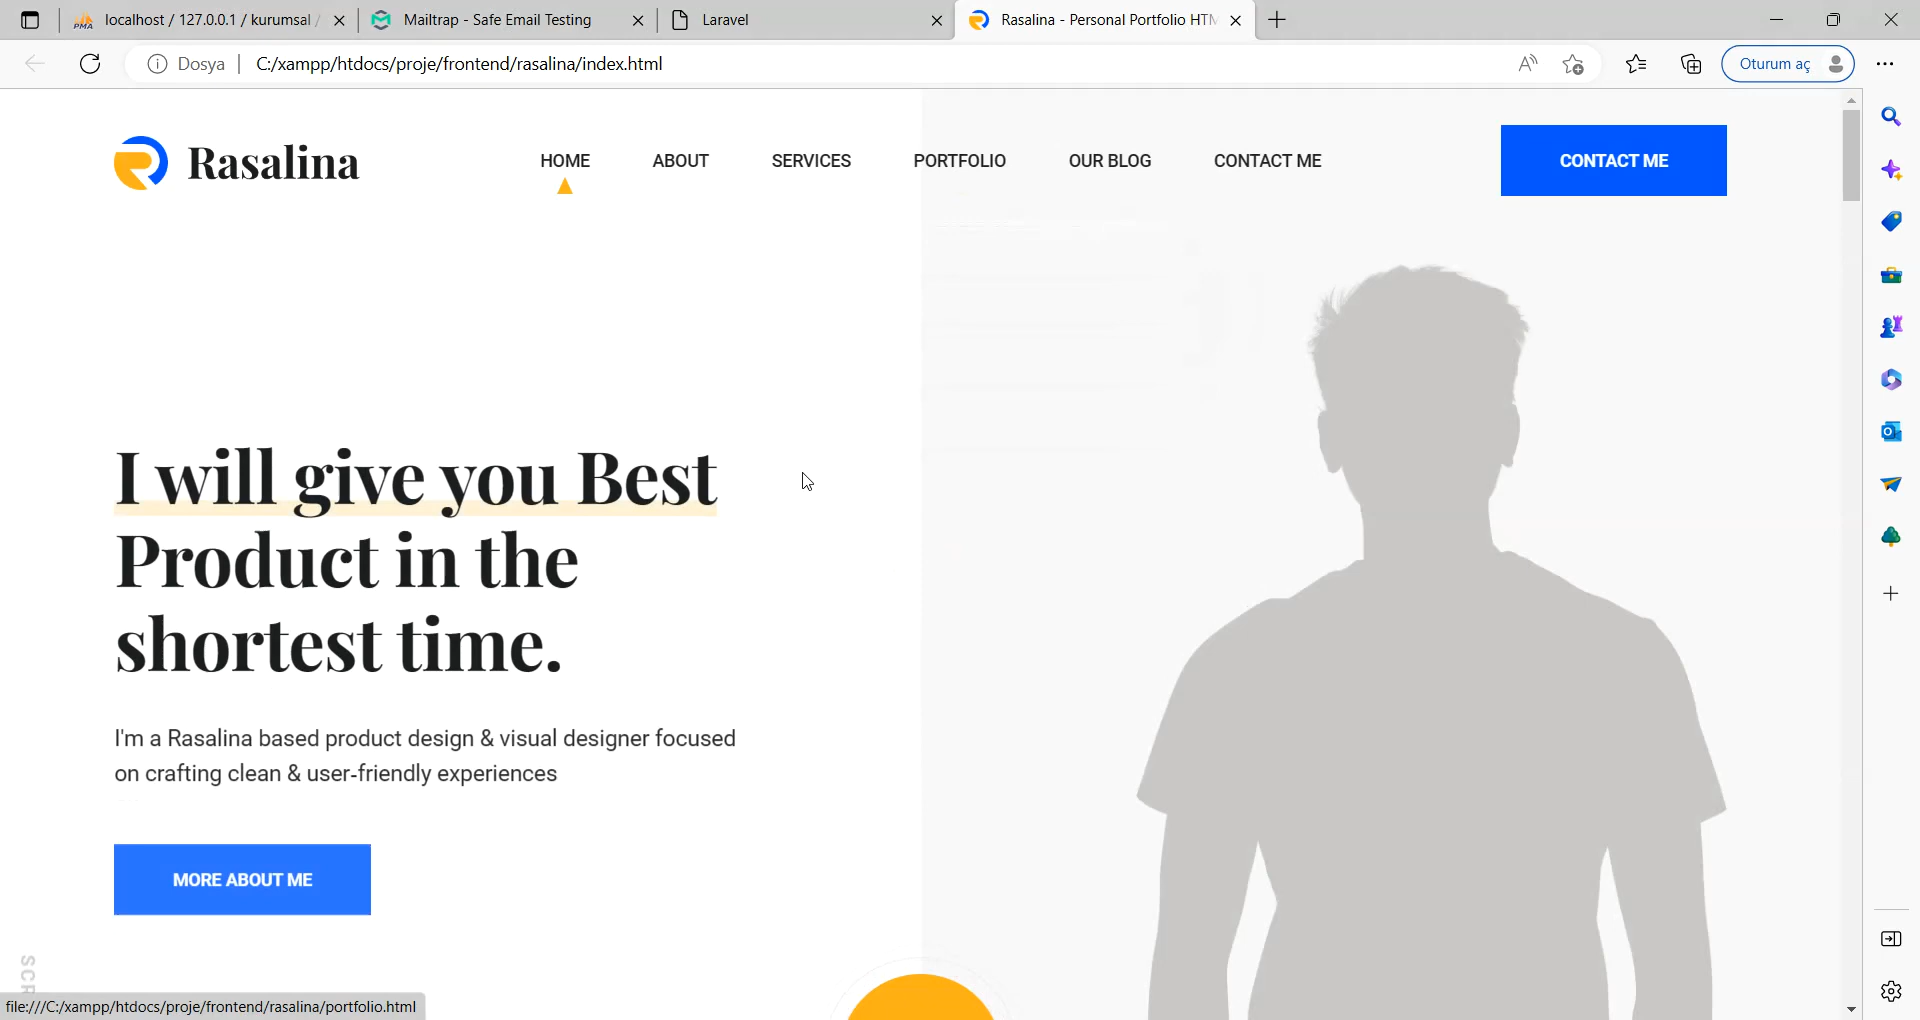 localhost / 127.0.0.1 / kurumsal /
Mailtrap - Safe Email Testing
Laravel
Rasalina - Personal Portfolio HTM
Dosya
C:/xampp/htdocs/proje/frontend/rasalina/index.html
Oturum aç
Rasalina
HOME
ABOUT
SERVICES
PORTFOLIO
OUR BLOG
CONTACT ME
CONTACT ME
I will give you Best
Product in the
shortest time.
I'm a Rasalina based product design & visual designer focused
on crafting clean & user-friendly experiences
MORE ABOUT ME
SCR
file:///C:/xampp/htdocs/proje/frontend/rasalina/portfolio.html